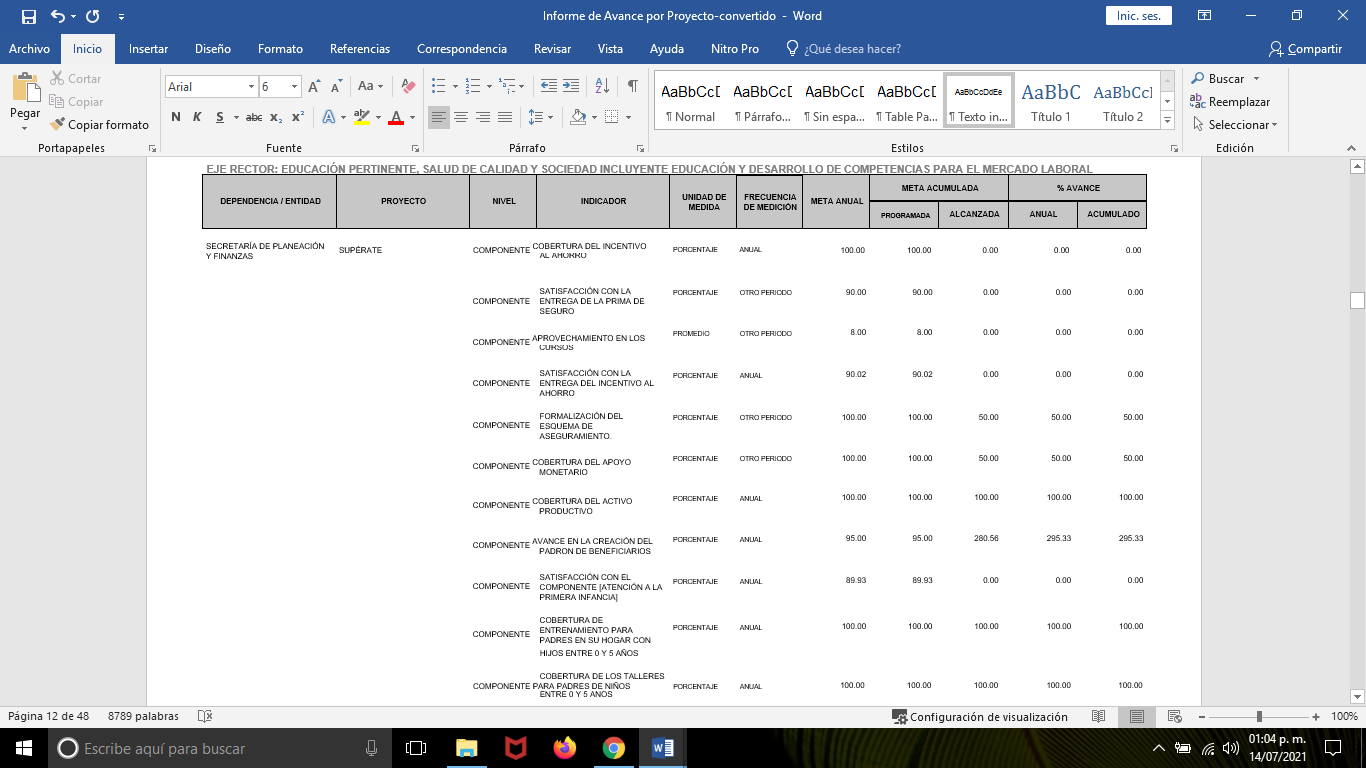 Informe de Avance por Proyecto-convertido - Word
Inic. ses.
Archivo Inicio Insertar Diseño Formato Referencias Correspondencia Revisar Vista Ayuda Nitro Pro ¿Qué desea hacer? Compartir
Pegar
Cortar
Copiar
Copiar formato
Portapapeles
Arial 6
N K S abc x₂ x²
Fuente
Párrafo
AaBbCcD AaBbCcD AaBbCcD AaBbCcD AaBbCcDdEe AaBbC AaBbCcI
¶ Normal ¶ Párrafo... ¶ Sin espa... ¶ Table Pa... ¶ Texto in... Título 1 Título 2
Estilos
Buscar
Reemplazar
Seleccionar
Edición
EJE RECTOR: EDUCACIÓN PERTINENTE, SALUD DE CALIDAD Y SOCIEDAD INCLUYENTE EDUCACIÓN Y DESARROLLO DE COMPETENCIAS PARA EL MERCADO LABORAL
DEPENDENCIA / ENTIDAD PROYECTO NIVEL INDICADOR UNIDAD DE MEDIDA FRECUENCIA DE MEDICIÓN META ANUAL META ACUMULADA % AVANCE
PROGRAMADA ALCANZADA ANUAL ACUMULADO
SECRETARÍA DE PLANEACIÓN Y FINANZAS SUPÉRATE COMPONENTE COBERTURA DEL INCENTIVO AL AHORRO PORCENTAJE ANUAL 100.00 100.00 0.00 0.00 0.00
COMPONENTE SATISFACCIÓN CON LA ENTREGA DE LA PRIMA DE SEGURO PORCENTAJE OTRO PERIODO 90.00 90.00 0.00 0.00 0.00
COMPONENTE APROVECHAMIENTO EN LOS CURSOS PROMEDIO OTRO PERIODO 8.00 8.00 0.00 0.00 0.00
COMPONENTE SATISFACCIÓN CON LA ENTREGA DEL INCENTIVO AL AHORRO PORCENTAJE ANUAL 90.02 90.02 0.00 0.00 0.00
COMPONENTE FORMALIZACIÓN DEL ESQUEMA DE ASEGURAMIENTO. PORCENTAJE OTRO PERIODO 100.00 100.00 50.00 50.00 50.00
COMPONENTE COBERTURA DEL APOYO MONETARIO PORCENTAJE OTRO PERIODO 100.00 100.00 50.00 50.00 50.00
COMPONENTE COBERTURA DEL ACTIVO PRODUCTIVO PORCENTAJE ANUAL 100.00 100.00 100.00 100.00 100.00
COMPONENTE AVANCE EN LA CREACIÓN DEL PADRON DE BENEFICIARIOS PORCENTAJE ANUAL 95.00 95.00 280.56 295.33 295.33
COMPONENTE SATISFACCIÓN CON EL COMPONENTE [ATENCIÓN A LA PRIMERA INFANCIA] PORCENTAJE ANUAL 89.93 89.93 0.00 0.00 0.00
COMPONENTE COBERTURA DE ENTRENAMIENTO PARA PADRES EN SU HOGAR CON HIJOS ENTRE 0 Y 5 AÑOS PORCENTAJE ANUAL 100.00 100.00 100.00 100.00 100.00
COMPONENTE COBERTURA DE LOS TALLERES PARA PADRES DE NIÑOS ENTRE 0 Y 5 AÑOS PORCENTAJE ANUAL 100.00 100.00 100.00 100.00 100.00
Página 12 de 48 8789 palabras Configuración de visualización 100%
Escribe aquí para buscar
01:04 p. m.
14/07/2021